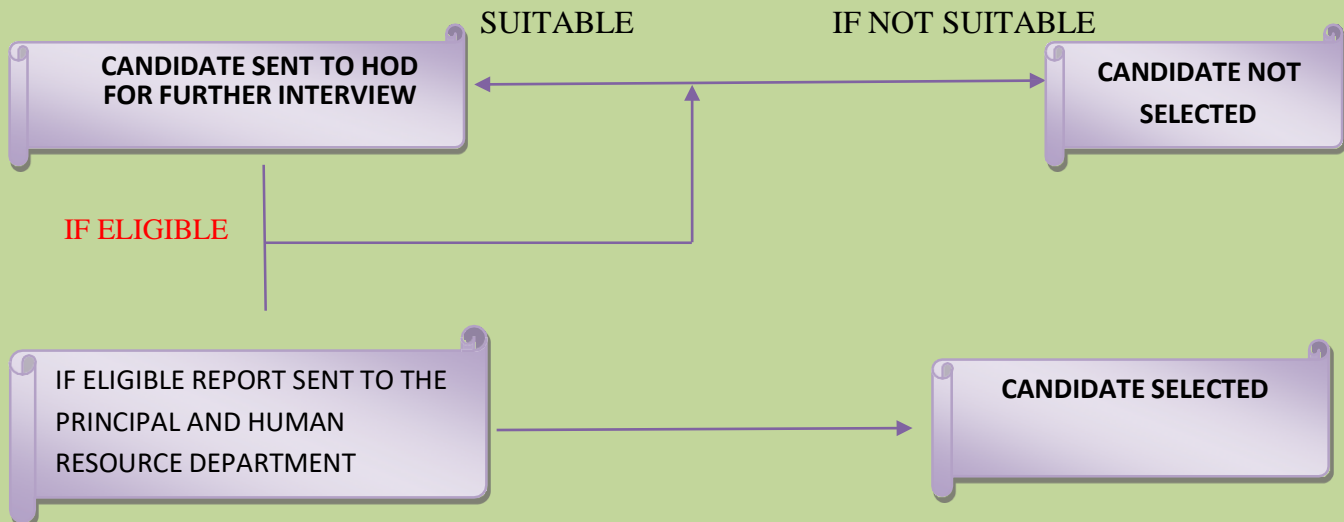 SUITABLE
IF NOT SUITABLE
CANDIDATE SENT TO HOD
FOR FURTHER INTERVIEW
CANDIDATE NOT
SELECTED
IF ELIGIBLE
IF ELIGIBLE REPORT SENT TO THE
PRINCIPAL AND HUMAN
RESOURCE DEPARTMENT
CANDIDATE SELECTED